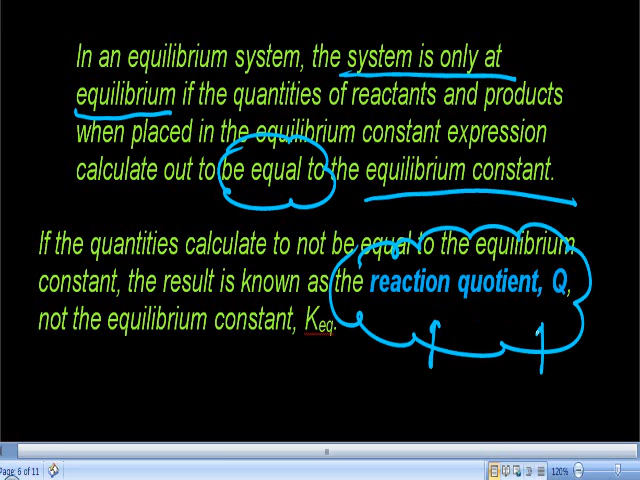 In an equilibrium system, the system is only at
equilibrium if the quantities of reactants and products
when placed in the equilibrium constant expression
calculate out to be equal to the equilibrium constant.
If the quantities calculate to not be equal to the equilibrium
constant, the result is known as the reaction quotient, Q,
not the equilibrium constant, Keq.
Page: 6 of 11
120%